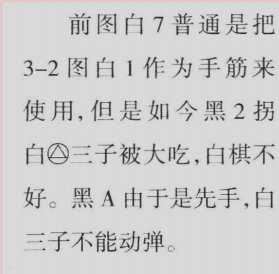 前图白 7 普通是把
3-2 图白 1 作为手筋来
使用,但是如今黑 2 拐
白△三子被大吃,白棋不
好。黑 A 由于是先手,白
三子不能动弹。